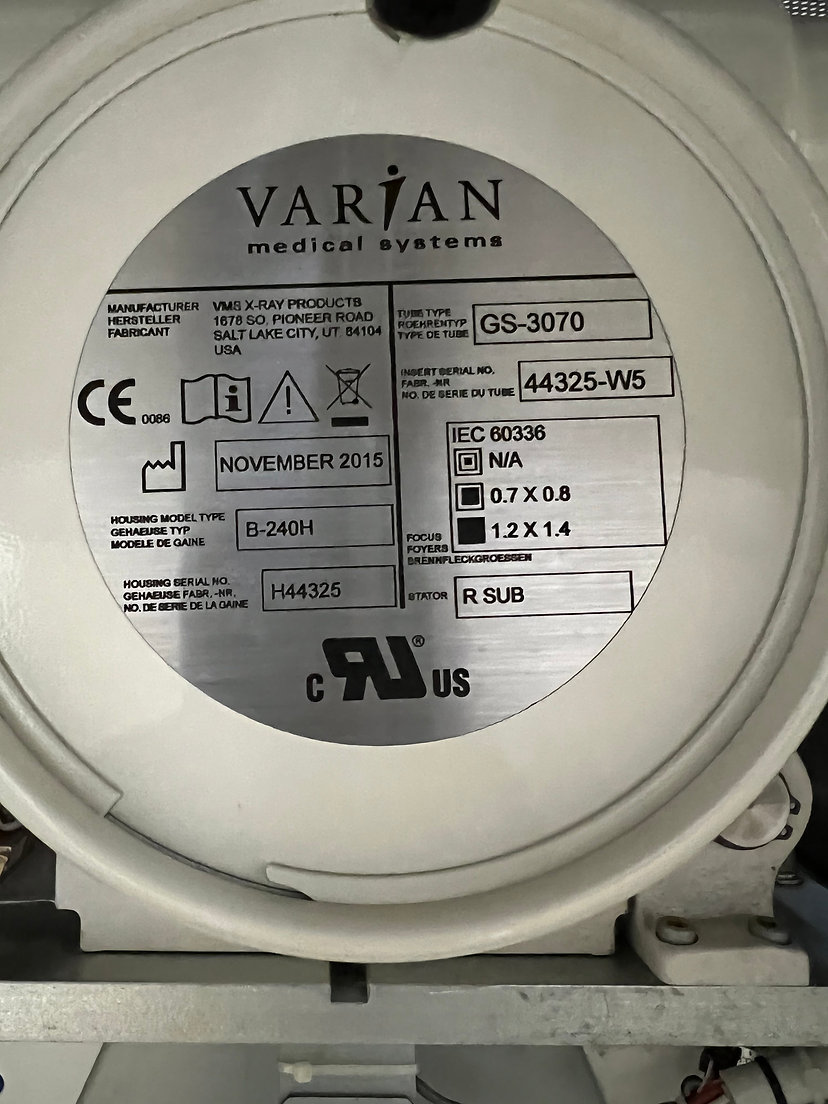 VARiAN
medical systems
MANUFACTURER
HERSTELLER
FABRICANT
VMS X-RAY PRODUCTS
1678 SO. PIONEER ROAD
SALT LAKE CITY, UT 84104
USA
CE 0086
i
!
NOVEMBER 2015
HOUSING MODEL TYPE
GEHAEUSE TYP
MODELE DE GAINE
B-240H
HOUSING SERIAL NO.
GEHAEUSE FABR.-NR.
NO. DE SERIE DE LA GAINE
H44325
TUBE TYPE
ROEHRENTYP
TYPE DE TUBE
GS-3070
INSERT SERIAL NO.
FABR. -NR
NO. DE SERIE DU TUBE
44325-W5
IEC 60336
N/A
0.7 X 0.8
1.2 X 1.4
FOCUS
FOYERS
BRENNFLECKGROESSEN
STATOR
R SUB
C RU® US